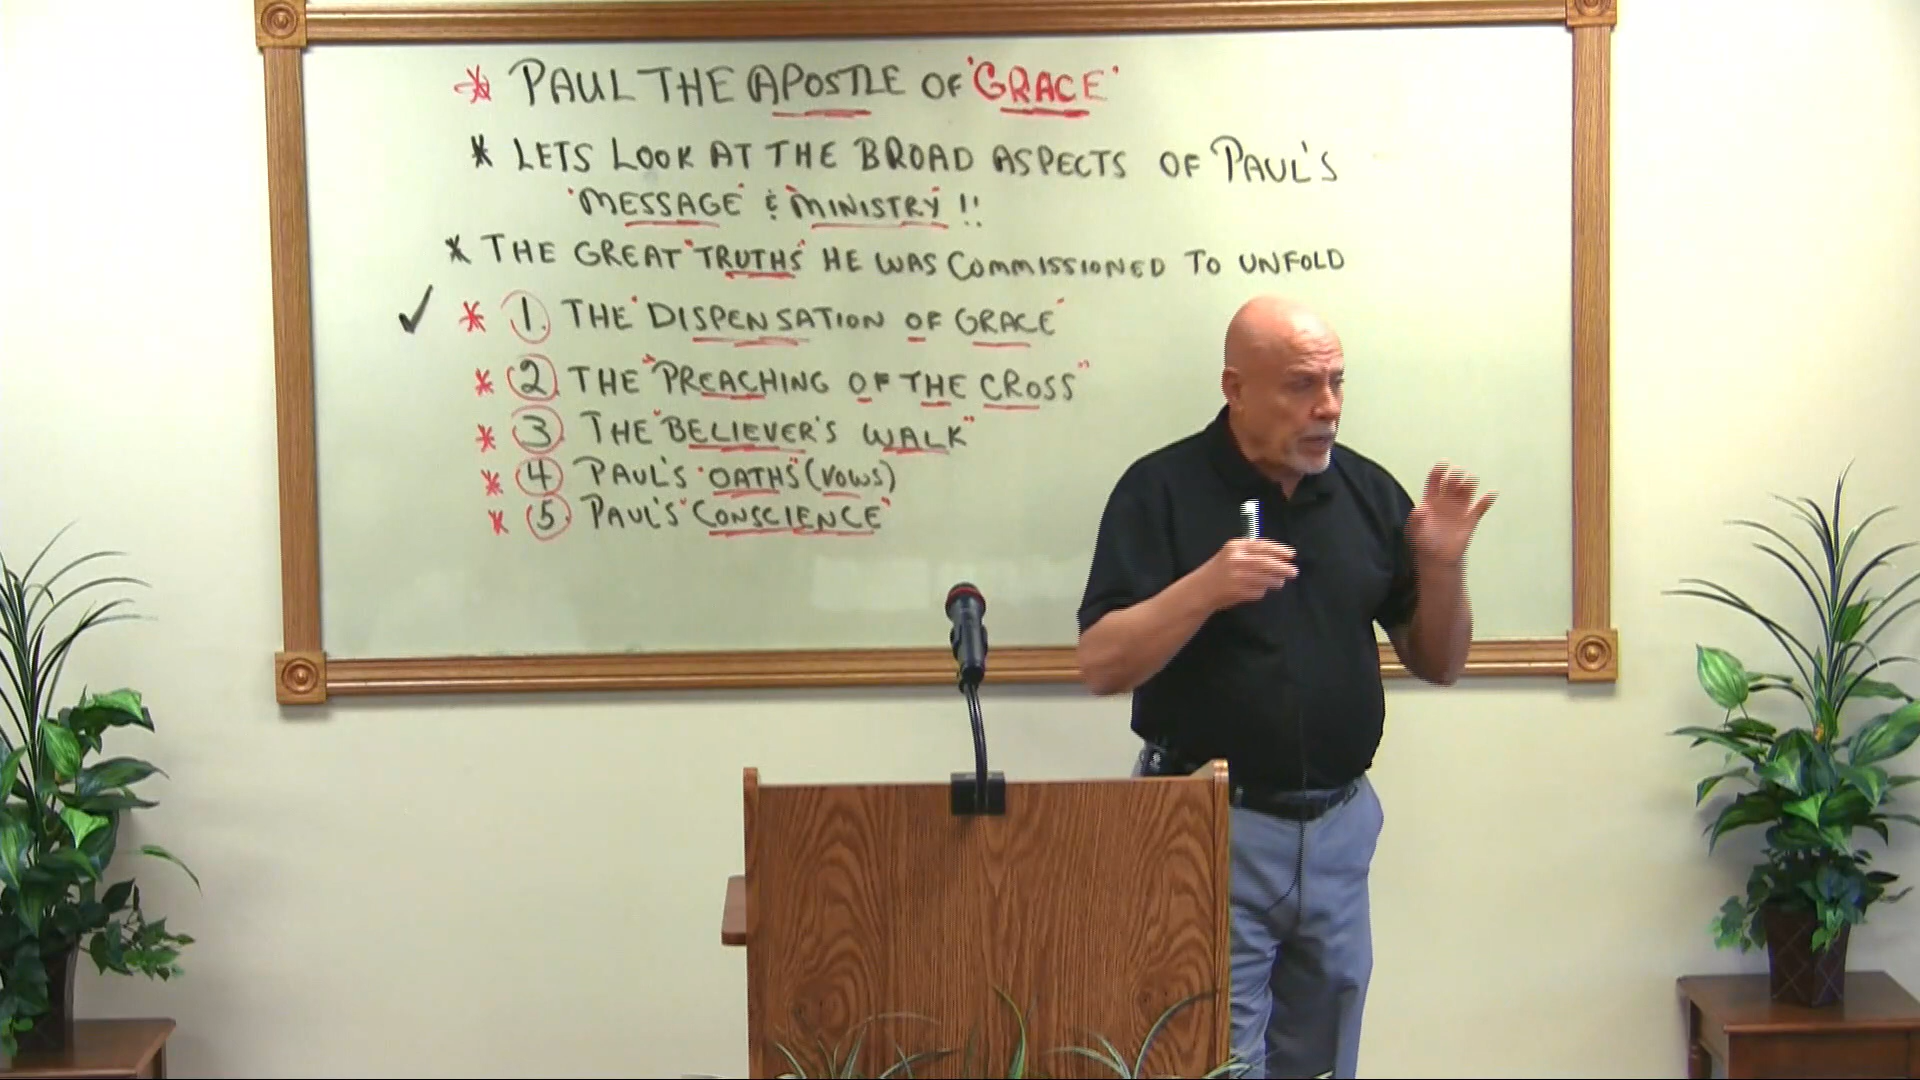 * PAUL THE APOSTLE OF 'GRACE'
* LETS LOOK AT THE BROAD ASPECTS OF PAUL'S
"MESSAGE" & "MINISTRY" !!
* THE GREAT "TRUTHS" HE WAS COMMISSIONED TO UNFOLD
✓ * 1. THE "DISPENSATION OF GRACE"
* 2. THE "PREACHING OF THE CROSS"
* 3. THE "BELIEVER'S WALK"
* 4. PAUL'S "OATHS" (VOWS)
* 5. PAUL'S "CONSCIENCE"